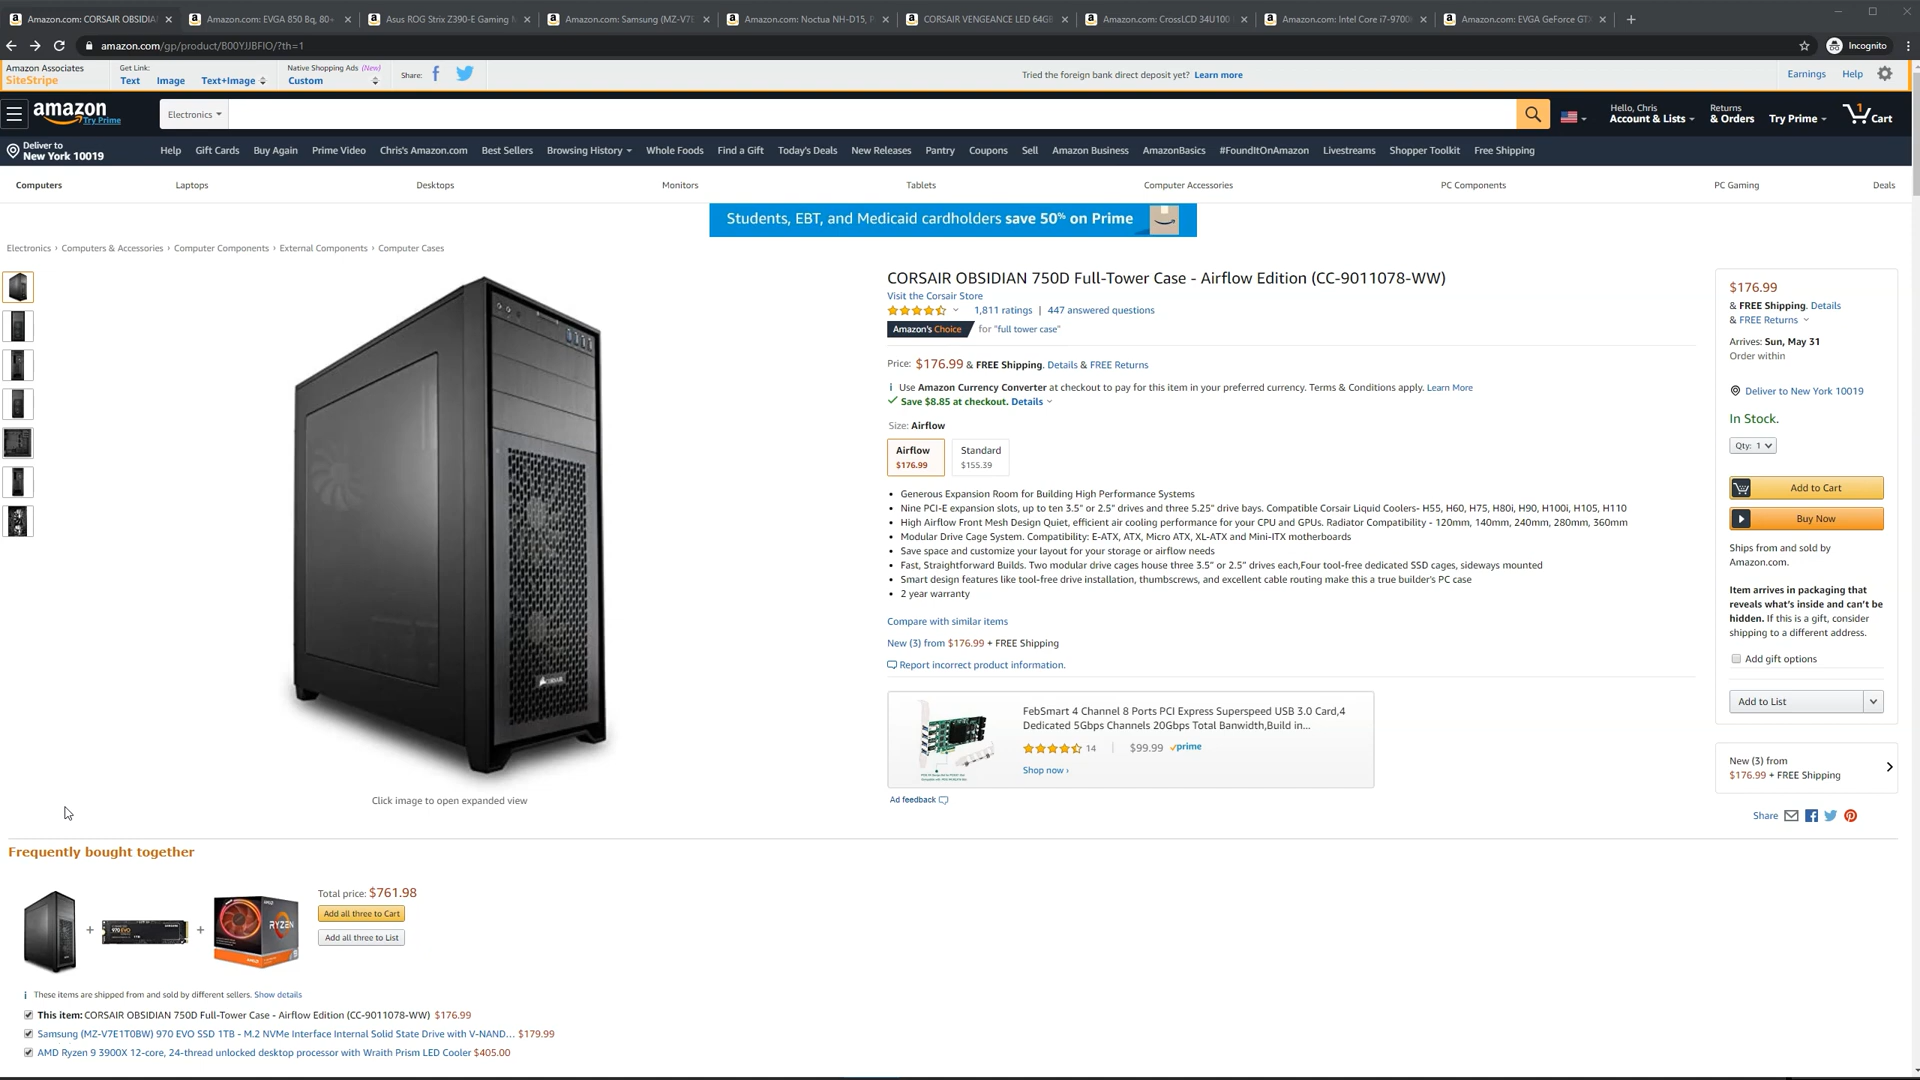 Amazon.com: CORSAIR OBSIDIA
Amazon.com: EVGA 850 Bq, 80+
Asus ROG Strix Z390-E Gaming
Amazon.com: Samsung (MZ-V7E
Amazon.com: Noctua NH-D15, P
CORSAIR VENGEANCE LED 64GB
Amazon.com: CrossLCD 34U100
Amazon.com: Intel Core i7-9700
Amazon.com: EVGA GeForce GT
amazon.com/gp/product/B00YJJBFIO/?th=1
Incognito
Amazon Associates
SiteStripe
Get Link:
Text
Image
Text+Image
Native Shopping Ads (New)
Custom
Share:
Tried the foreign bank direct deposit yet? Learn more
Earnings
Help
amazon
Try Prime
Electronics
Hello, Chris
Account & Lists
Returns
& Orders
Try Prime
1
Cart
Deliver to
New York 10019
Help
Gift Cards
Buy Again
Prime Video
Chris's Amazon.com
Best Sellers
Browsing History
Whole Foods
Find a Gift
Today's Deals
New Releases
Pantry
Coupons
Sell
Amazon Business
AmazonBasics
#FoundItOnAmazon
Livestreams
Shopper Toolkit
Free Shipping
Computers
Laptops
Desktops
Monitors
Tablets
Computer Accessories
PC Components
PC Gaming
Deals
Students, EBT, and Medicaid cardholders save 50% on Prime
Electronics › Computers & Accessories › Computer Components › External Components › Computer Cases
CORSAIR
Click image to open expanded view
CORSAIR OBSIDIAN 750D Full-Tower Case - Airflow Edition (CC-9011078-WW)
Visit the Corsair Store
1,811 ratings | 447 answered questions
Amazon's Choice for "full tower case"
Price: $176.99 & FREE Shipping. Details & FREE Returns
i Use Amazon Currency Converter at checkout to pay for this item in your preferred currency. Terms & Conditions apply. Learn More
Save $8.85 at checkout. Details
Size: Airflow
Airflow
$176.99
Standard
$155.39
• Generous Expansion Room for Building High Performance Systems
• Nine PCI-E expansion slots, up to ten 3.5” or 2.5” drives and three 5.25” drive bays. Compatible Corsair Liquid Coolers- H55, H60, H75, H80i, H90, H100i, H105, H110
• High Airflow Front Mesh Design Quiet, efficient air cooling performance for your CPU and GPUs. Radiator Compatibility - 120mm, 140mm, 240mm, 280mm, 360mm
• Modular Drive Cage System. Compatibility: E-ATX, ATX, Micro ATX, XL-ATX and Mini-ITX motherboards
• Save space and customize your layout for your storage or airflow needs
• Fast, Straightforward Builds. Two modular drive cages house three 3.5” or 2.5” drives each,Four tool-free dedicated SSD cages, sideways mounted
• Smart design features like tool-free drive installation, thumbscrews, and excellent cable routing make this a true builder’s PC case
• 2 year warranty
Compare with similar items
New (3) from $176.99 + FREE Shipping
Report incorrect product information.
FebSmart 4 Channel 8 Ports PCI Express Superspeed USB 3.0 Card,4
Dedicated 5Gbps Channels 20Gbps Total Banwidth,Build in...
14 | $99.99 prime
Shop now ›
Ad feedback
$176.99
& FREE Shipping. Details
& FREE Returns
Arrives: Sun, May 31
Order within
Deliver to New York 10019
In Stock.
Qty: 1
Add to Cart
Buy Now
Ships from and sold by
Amazon.com.
Item arrives in packaging that
reveals what’s inside and can’t be
hidden. If this is a gift, consider
shipping to a different address.
Add gift options
Add to List
New (3) from
$176.99 + FREE Shipping
Share
Frequently bought together
+
+
RYZEN
Total price: $761.98
Add all three to Cart
Add all three to List
i These items are shipped from and sold by different sellers. Show details
This item: CORSAIR OBSIDIAN 750D Full-Tower Case - Airflow Edition (CC-9011078-WW) $176.99
Samsung (MZ-V7E1T0BW) 970 EVO SSD 1TB - M.2 NVMe Interface Internal Solid State Drive with V-NAND… $179.99
AMD Ryzen 9 3900X 12-core, 24-thread unlocked desktop processor with Wraith Prism LED Cooler $405.00